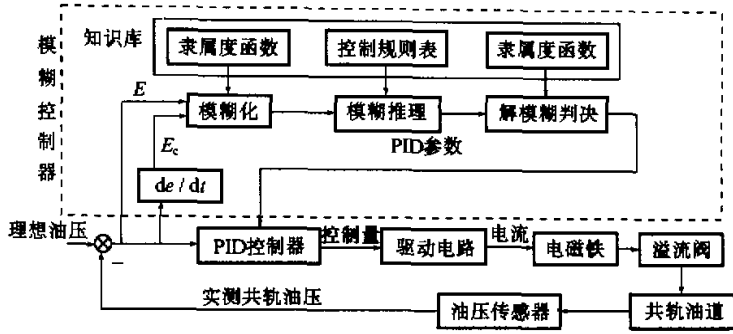 模糊控制器
知识库
隶属度函数
控制规则表
隶属度函数
E
模糊化
模糊推理
解模糊判决
Ec
PID参数
de / dt
理想油压
−
PID控制器
控制量
驱动电路
电流
电磁铁
溢流阀
实测共轨油压
油压传感器
共轨油道